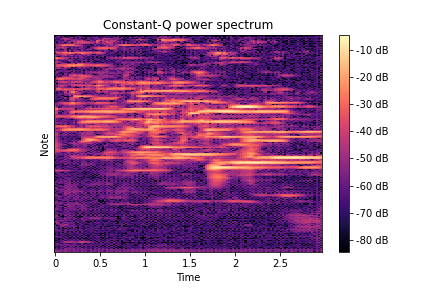 Constant-Q power spectrum
Note
-10 dB
-20 dB
-30 dB
-40 dB
-50 dB
-60 dB
-70 dB
-80 dB
0 0.5 1 1.5 2 2.5
Time